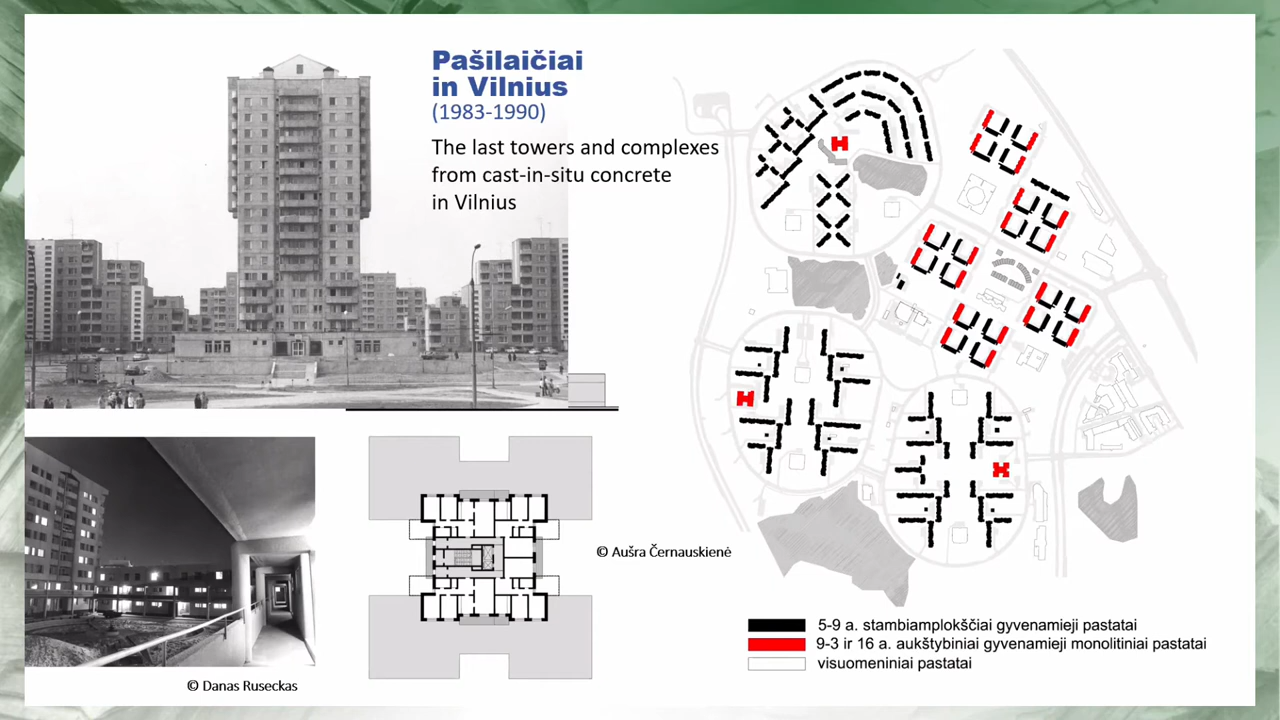 Pašilaičiai
in Vilnius
(1983-1990)
The last towers and complexes
from cast-in-situ concrete
in Vilnius
© Aušra Černauskienė
© Danas Ruseckas
5-9 a. stambiamplokščiai gyvenamieji pastatai
9-3 ir 16 a. aukštybiniai gyvenamieji monolitiniai pastatai
visuomeniniai pastatai